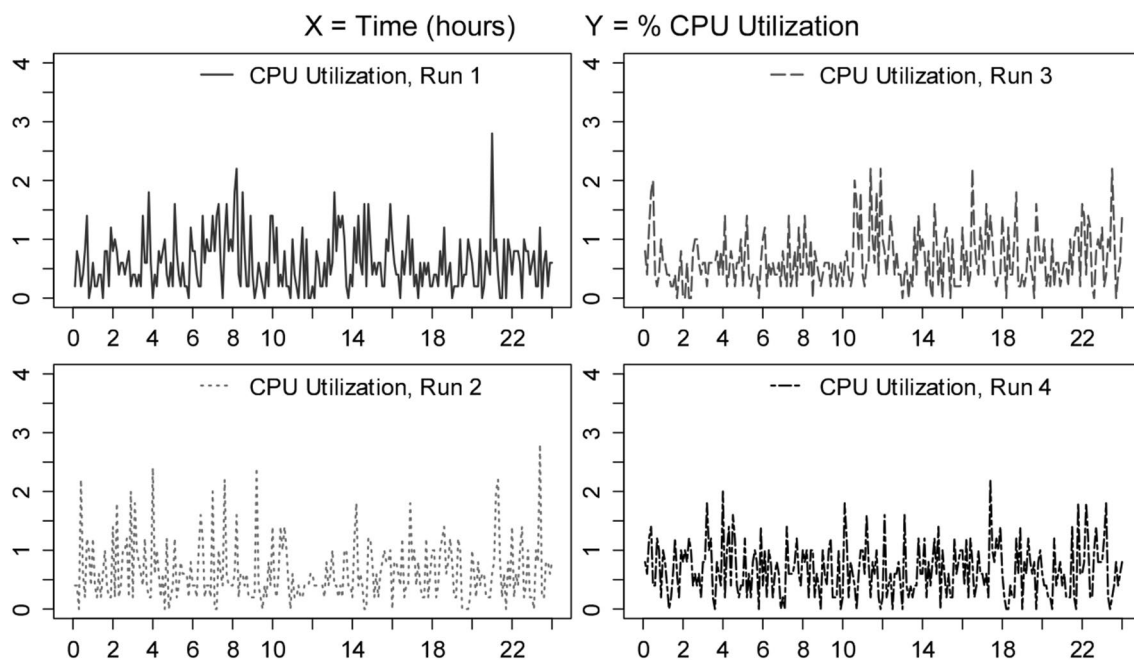 X = Time (hours) Y = % CPU Utilization
4
3
2
1
0
CPU Utilization, Run 1
0 2 4 6 8 10 14 18 22
4
3
2
1
0
CPU Utilization, Run 3
0 2 4 6 8 10 14 18 22
4
3
2
1
0
CPU Utilization, Run 2
0 2 4 6 8 10 14 18 22
4
3
2
1
0
CPU Utilization, Run 4
0 2 4 6 8 10 14 18 22